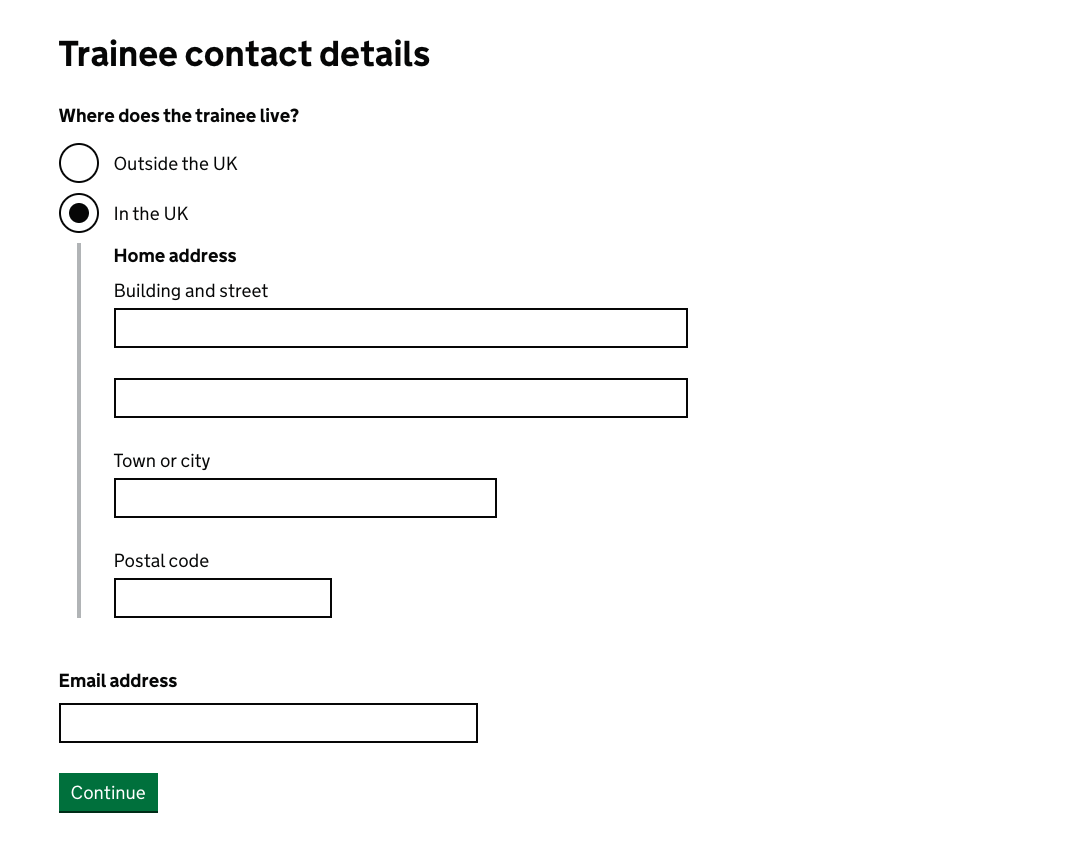 Trainee contact details
Where does the trainee live?
Outside the UK
In the UK
Home address
Building and street
Town or city
Postal code
Email address
Continue